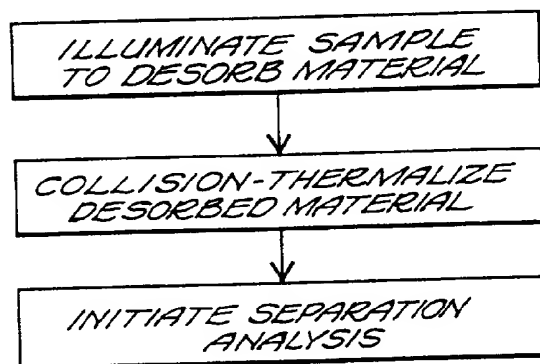 ILLUMINATE SAMPLE
TO DESORB MATERIAL
COLLISION-THERMALIZE
DESORBED MATERIAL
INITIATE SEPARATION
ANALYSIS